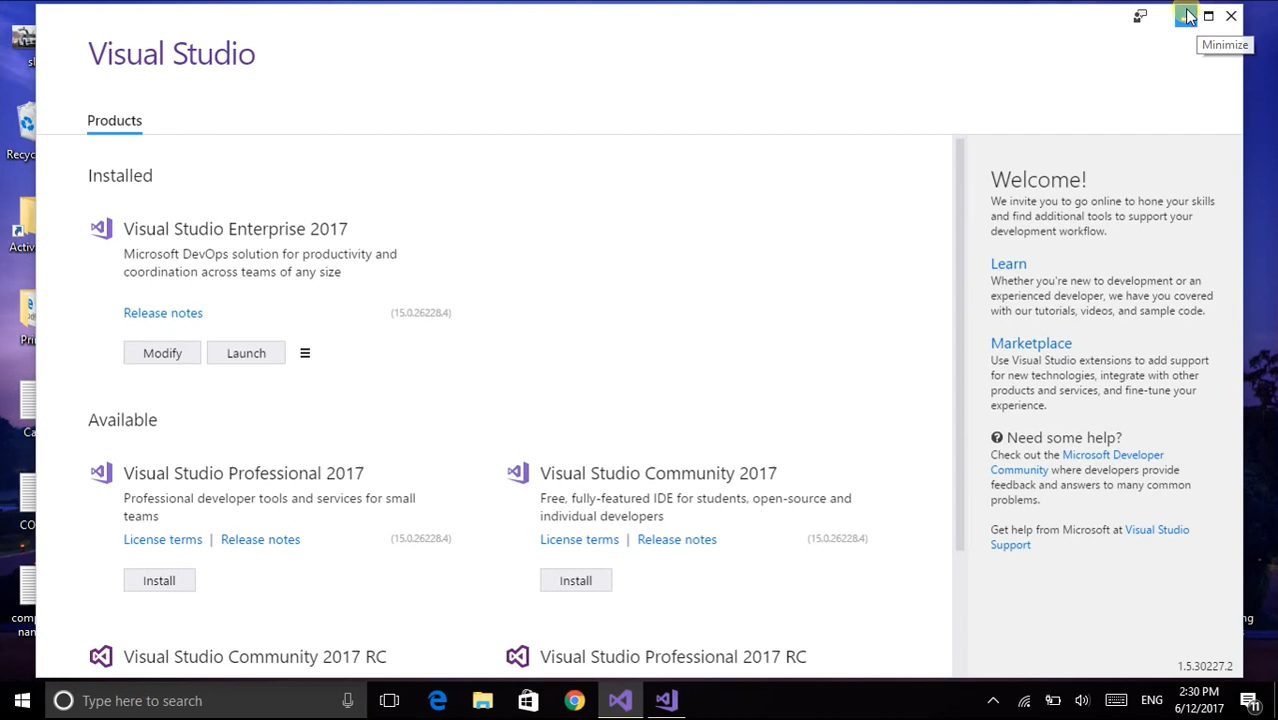 Minimize
Visual Studio
Products
Installed
Visual Studio Enterprise 2017
Microsoft DevOps solution for productivity and
coordination across teams of any size
Release notes
(15.0.26228.4)
Modify
Launch
Available
Visual Studio Professional 2017
Professional developer tools and services for small
teams
License terms | Release notes
(15.0.26228.4)
Install
Visual Studio Community 2017
Free, fully-featured IDE for students, open-source and
individual developers
License terms | Release notes
(15.0.26228.4)
Install
Visual Studio Community 2017 RC
Visual Studio Professional 2017 RC
Welcome!
We invite you to go online to hone your skills
and find additional tools to support your
development workflow.
Learn
Whether you're new to development or an
experienced developer, we have you covered
with our tutorials, videos, and sample code.
Marketplace
Use Visual Studio extensions to add support
for new technologies, integrate with other
products and services, and fine-tune your
experience.
Need some help?
Check out the Microsoft Developer
Community where developers provide
feedback and answers to many common
problems.
Get help from Microsoft at Visual Studio
Support
1.5.30227.2
Recyc
Activ
Pri
Ca
CO
comp
nan
ng
Type here to search
ENG
2:30 PM
6/12/2017
11